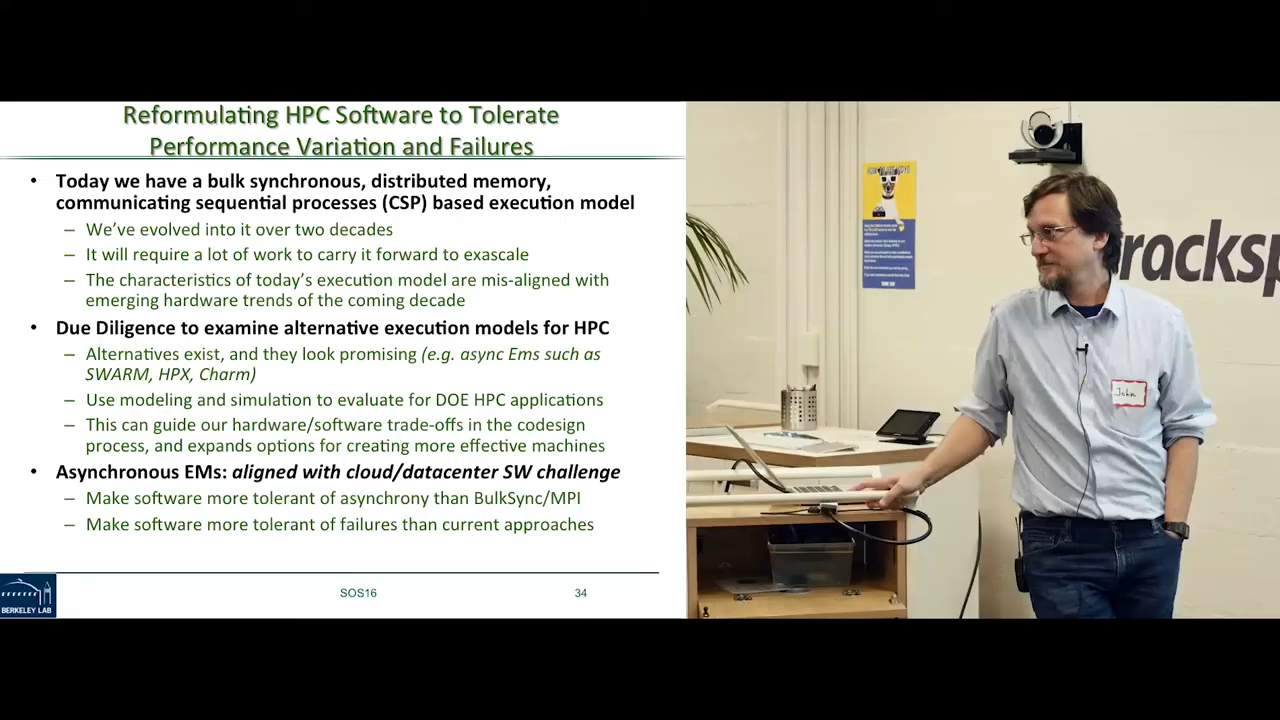 Reformulating HPC Software to Tolerate
Performance Variation and Failures
• Today we have a bulk synchronous, distributed memory,
communicating sequential processes (CSP) based execution model
– We've evolved into it over two decades
– It will require a lot of work to carry it forward to exascale
– The characteristics of today's execution model are mis-aligned with
emerging hardware trends of the coming decade
• Due Diligence to examine alternative execution models for HPC
– Alternatives exist, and they look promising (e.g. async Ems such as
SWARM, HPX, Charm)
– Use modeling and simulation to evaluate for DOE HPC applications
– This can guide our hardware/software trade-offs in the codesign
process, and expands options for creating more effective machines
• Asynchronous EMs: aligned with cloud/datacenter SW challenge
– Make software more tolerant of asynchrony than BulkSync/MPI
– Make software more tolerant of failures than current approaches
BERKELEY LAB
SOS16
34
racksp
John